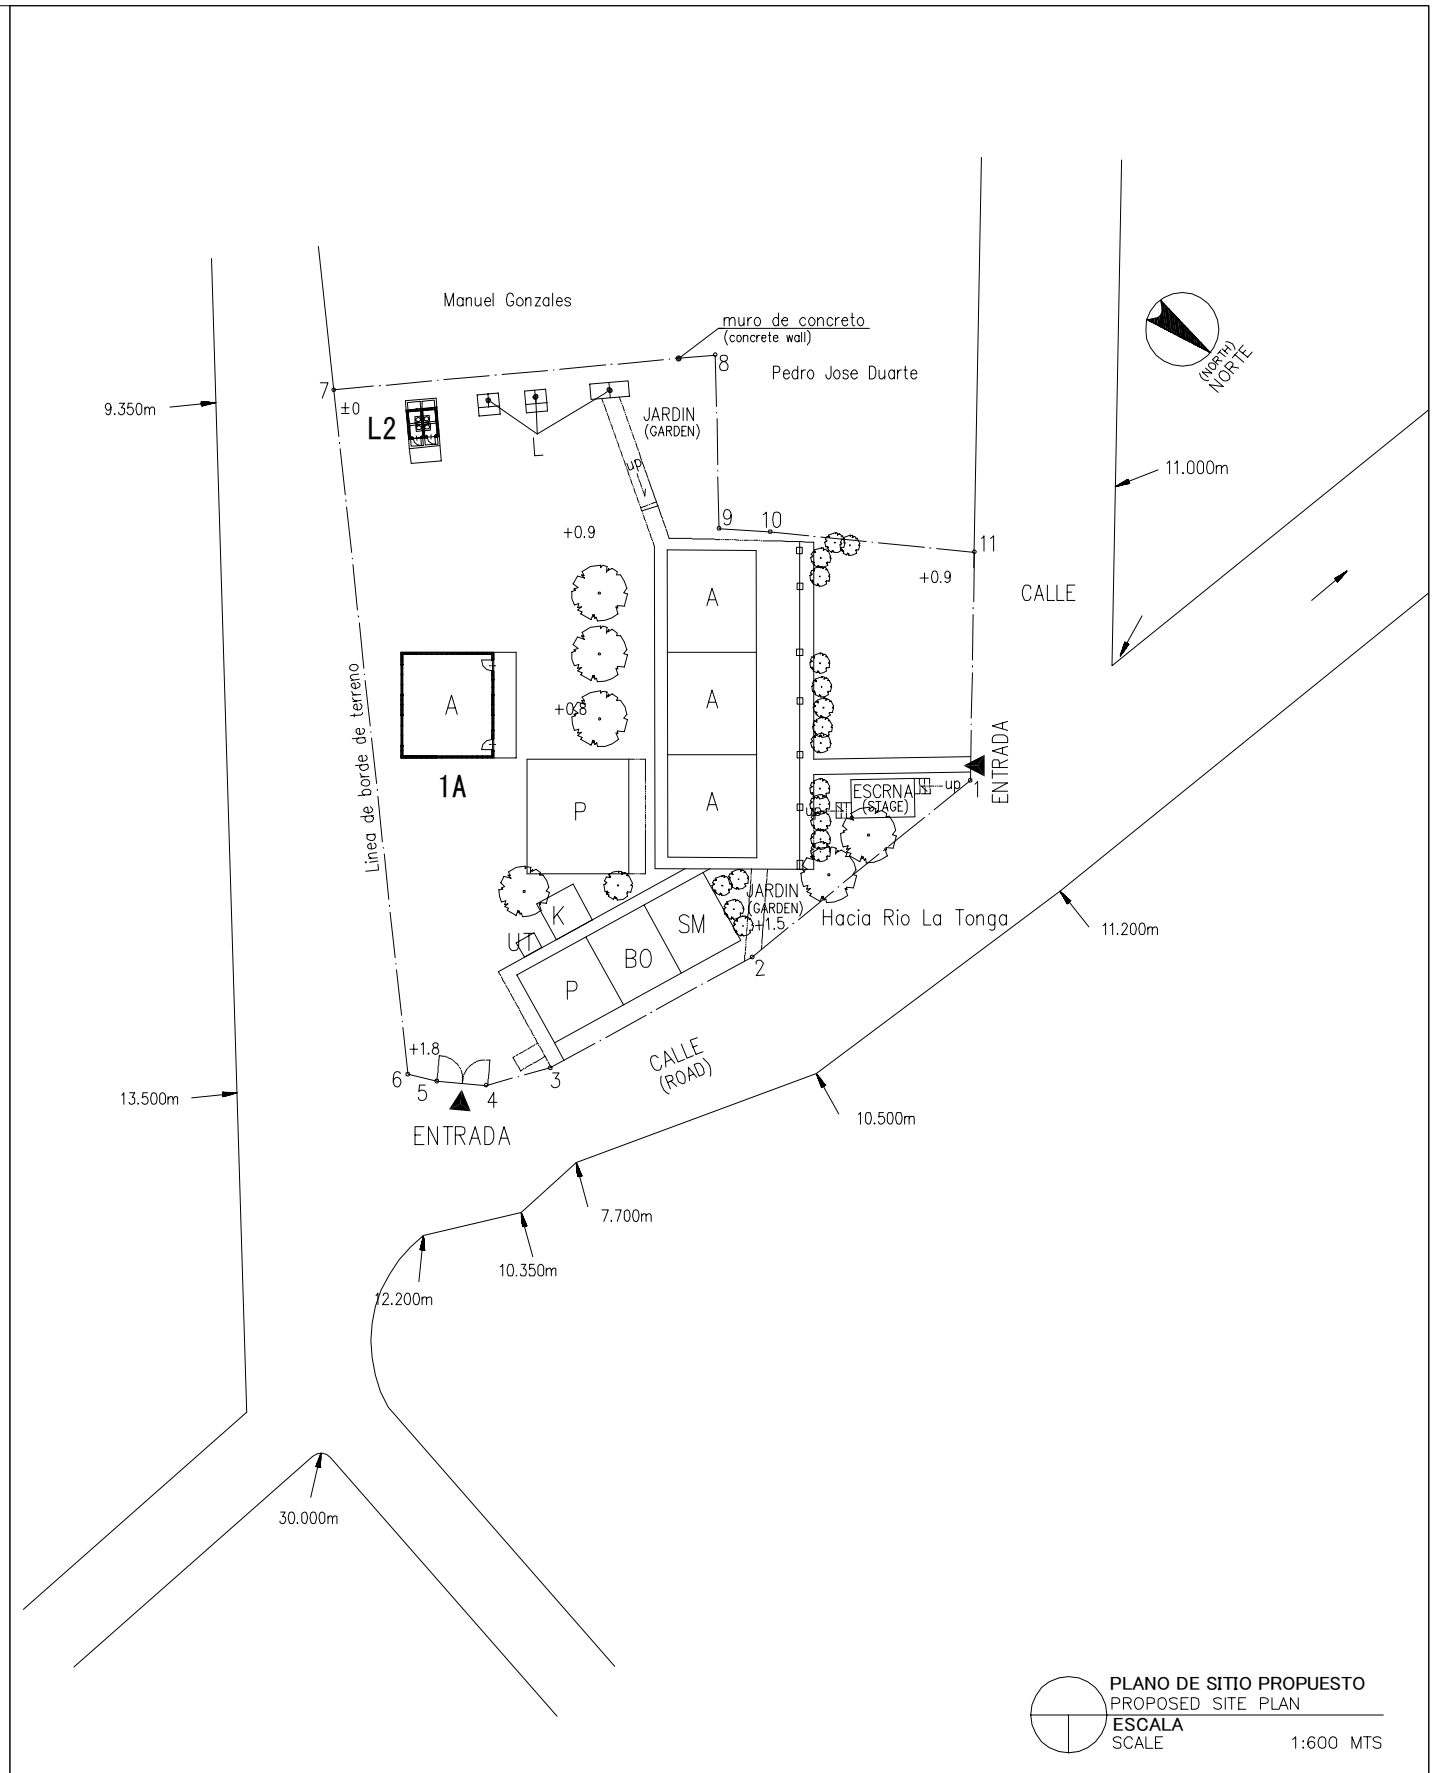 Manuel Gonzales
muro de concreto
(concrete wall)
8
Pedro Jose Duarte
(NORTH)
NORTE
7
±0
9.350m
L2
L
JARDIN
(GARDEN)
up
11.000m
9
10
+0.9
11
+0.9
CALLE
A
A
A
A
1A
+0.8
Linea de borde de terreno
P
ENTRADA
1
up
ESCRNA
(STAGE)
up
JARDIN
(GARDEN)
+1.5
Hacia Rio La Tonga
11.200m
K
UT
SM
BO
P
2
CALLE
(ROAD)
+1.8
6
5
4
3
ENTRADA
13.500m
10.500m
7.700m
10.350m
12.200m
30.000m
PLANO DE SITIO PROPUESTO
PROPOSED SITE PLAN
ESCALA
SCALE 1:600 MTS